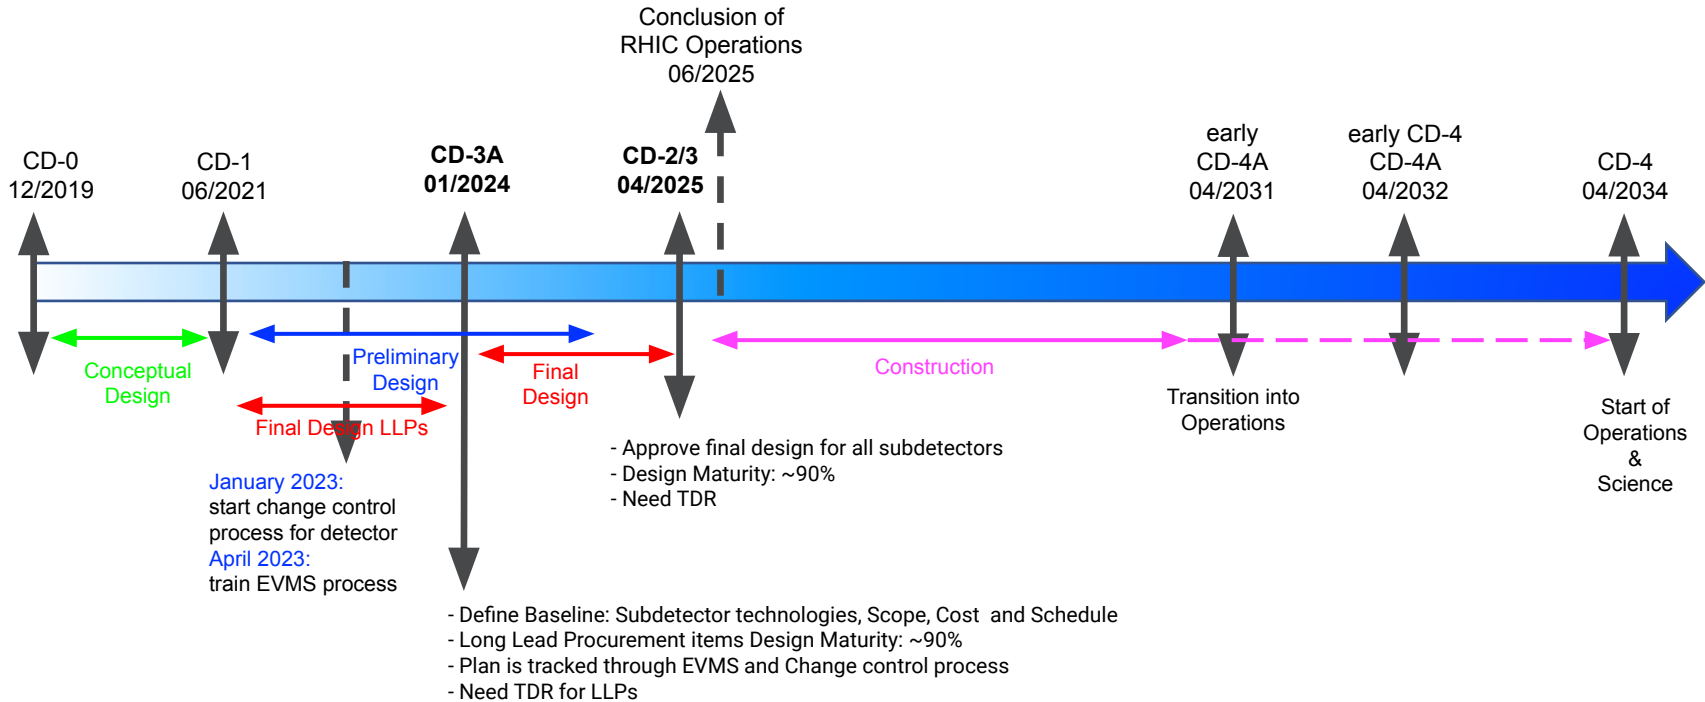 Conclusion of
RHIC Operations
06/2025
CD-0
12/2019
CD-1
06/2021
CD-3A
01/2024
CD-2/3
04/2025
early
CD-4A
04/2031
early CD-4
CD-4A
04/2032
CD-4
04/2034
Conceptual
Design
Preliminary
Design
Final
Design
Construction
Final Design LLPs
Transition into
Operations
Start of
Operations
&
Science
January 2023:
start change control
process for detector
April 2023:
train EVMS process
- Approve final design for all subdetectors
- Design Maturity: ~90%
- Need TDR
- Define Baseline: Subdetector technologies, Scope, Cost  and Schedule
- Long Lead Procurement items Design Maturity: ~90%
- Plan is tracked through EVMS and Change control process
- Need TDR for LLPs